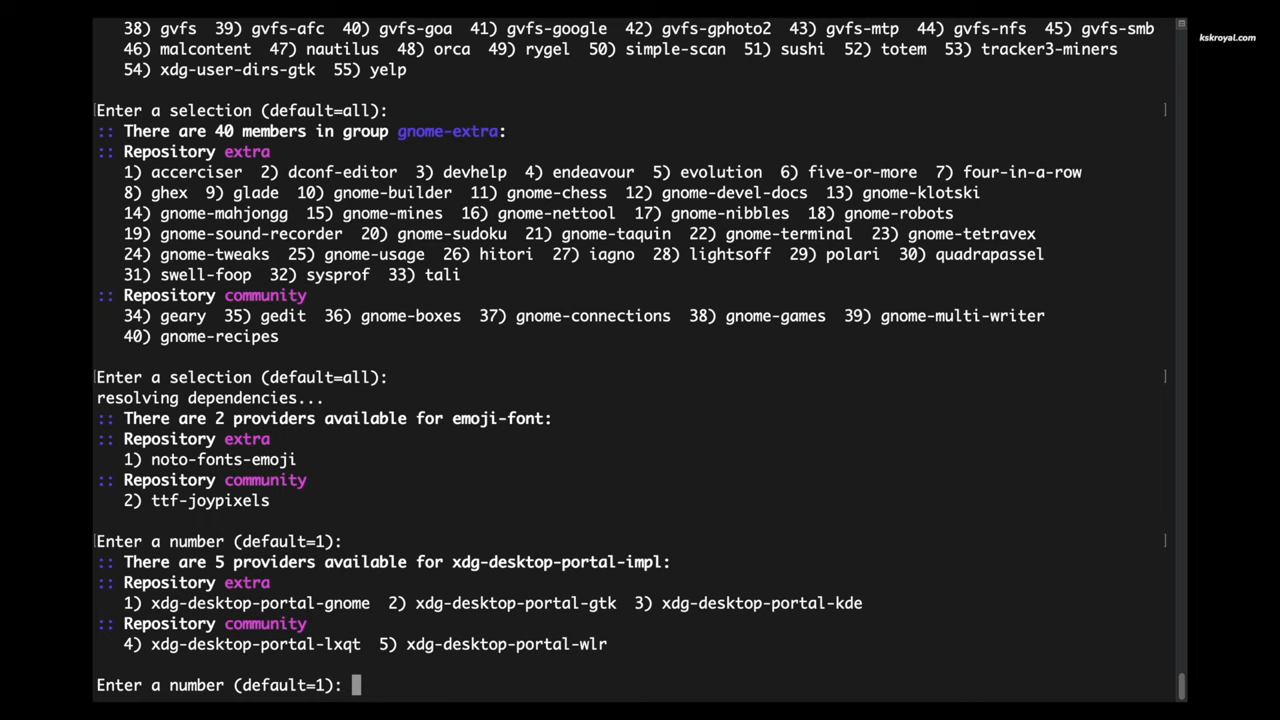 38) gvfs  39) gvfs-afc  40) gvfs-goa  41) gvfs-google  42) gvfs-gphoto2  43) gvfs-mtp  44) gvfs-nfs  45) gvfs-smb
46) malcontent  47) nautilus  48) orca  49) rygel  50) simple-scan  51) sushi  52) totem  53) tracker3-miners
54) xdg-user-dirs-gtk  55) yelp
kskroyal.com
[Enter a selection (default=all): ]
:: There are 40 members in group gnome-extra:
:: Repository extra
1) accerciser  2) dconf-editor  3) devhelp  4) endeavour  5) evolution  6) five-or-more  7) four-in-a-row
8) ghex  9) glade  10) gnome-builder  11) gnome-chess  12) gnome-devel-docs  13) gnome-klotski
14) gnome-mahjongg  15) gnome-mines  16) gnome-nettool  17) gnome-nibbles  18) gnome-robots
19) gnome-sound-recorder  20) gnome-sudoku  21) gnome-taquin  22) gnome-terminal  23) gnome-tetravex
24) gnome-tweaks  25) gnome-usage  26) hitori  27) iagno  28) lightsoff  29) polari  30) quadrapassel
31) swell-foop  32) sysprof  33) tali
:: Repository community
34) geary  35) gedit  36) gnome-boxes  37) gnome-connections  38) gnome-games  39) gnome-multi-writer
40) gnome-recipes
[Enter a selection (default=all): ]
resolving dependencies...
:: There are 2 providers available for emoji-font:
:: Repository extra
1) noto-fonts-emoji
:: Repository community
2) ttf-joypixels
[Enter a number (default=1): ]
:: There are 5 providers available for xdg-desktop-portal-impl:
:: Repository extra
1) xdg-desktop-portal-gnome  2) xdg-desktop-portal-gtk  3) xdg-desktop-portal-kde
:: Repository community
4) xdg-desktop-portal-lxqt  5) xdg-desktop-portal-wlr
Enter a number (default=1):